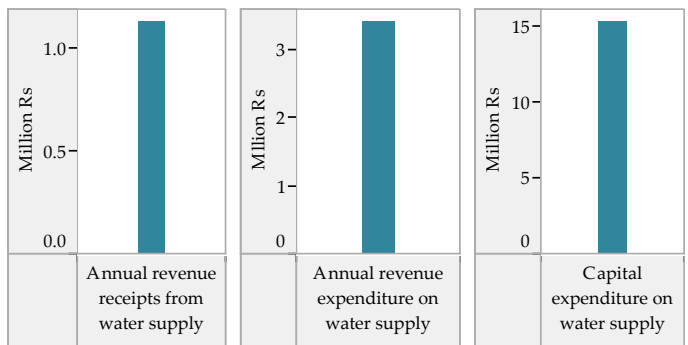 Million Rs
1.0
0.5
0.0
Annual revenue
receipts from
water supply
Mllion Rs
3
2
1
0
Annual revenue
expenditure on
water supply
Million Rs
15
10
5
0
Capital
expenditure on
water supply